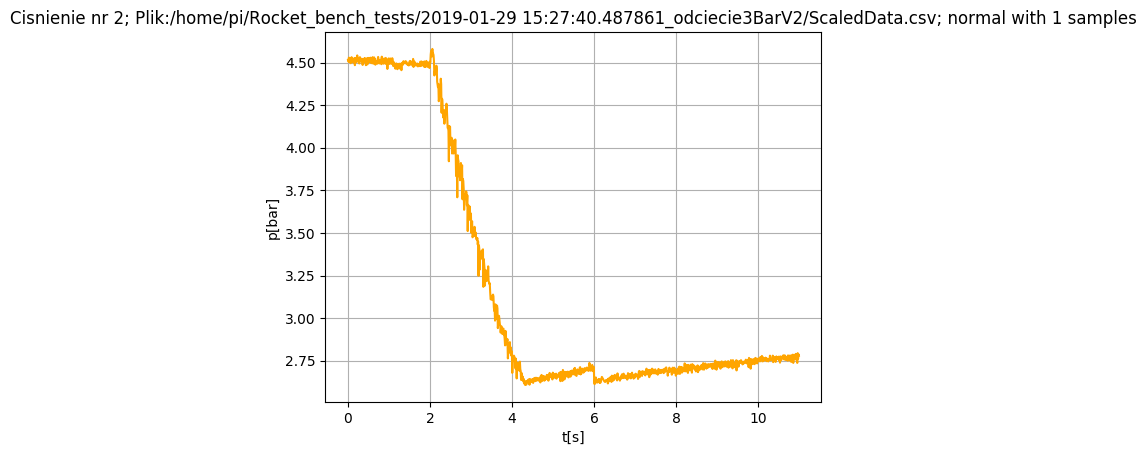 Cisnienie nr 2; Plik:/home/pi/Rocket_bench_tests/2019-01-29 15:27:40.487861_odciecie3BarV2/ScaledData.csv; normal with 1 samples
4.50
4.25
4.00
3.75
3.50
3.25
3.00
2.75
p[bar]
0 2 4 6 8 10
t[s]